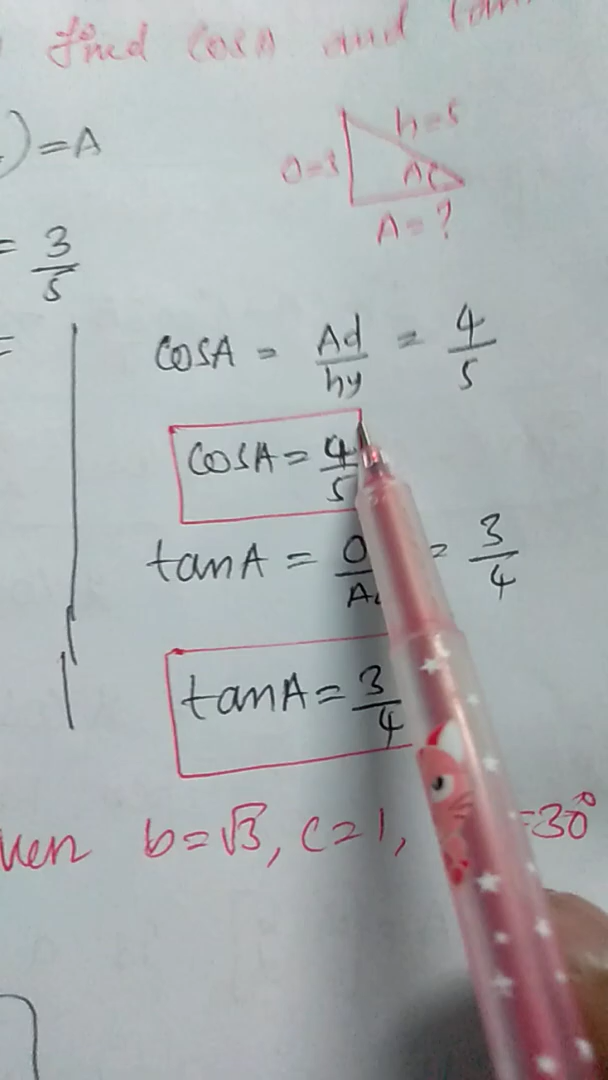 find cosA and tan
h=5
O=3
A
A=?
)=A
= 3/5
=
cosA = Ad/hy = 4/5
cosA = 4/5
tanA = O/A = 3/4
tanA = 3/4
b=√3, c=1, =30°